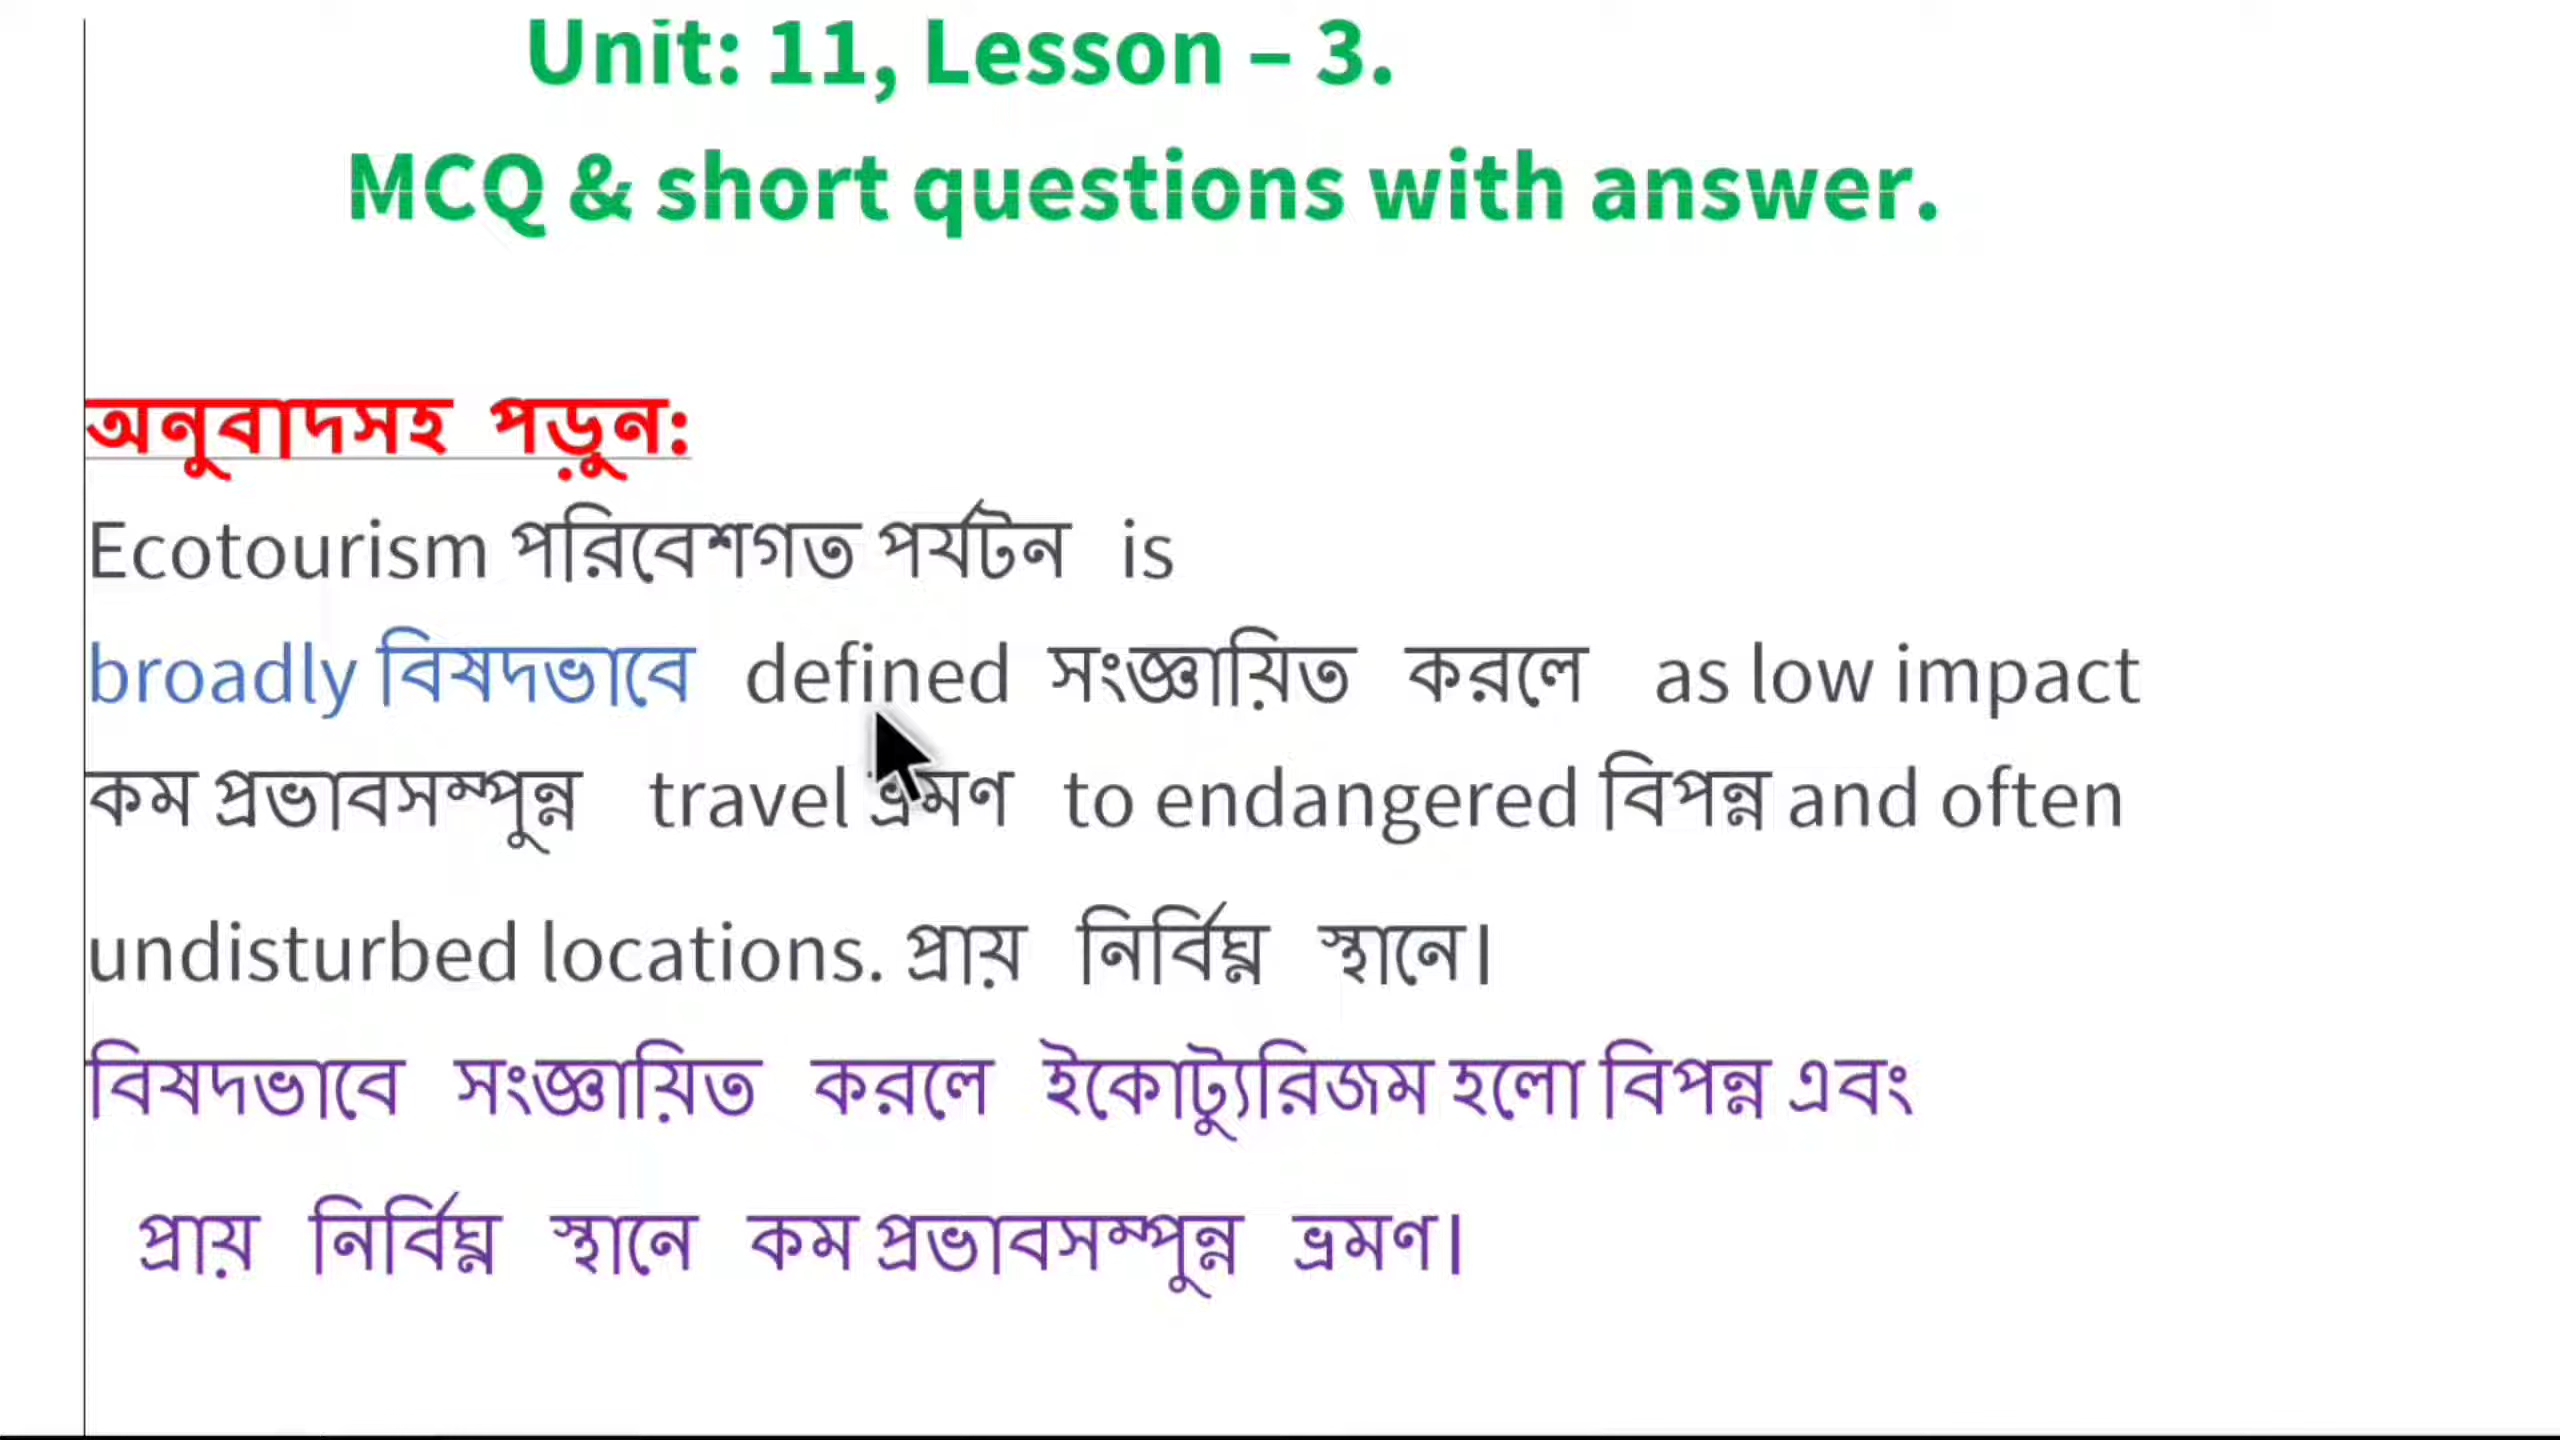 Unit: 11, Lesson – 3.
MCQ & short questions with answer.
অনুবাদসহ পড়ুন:
Ecotourism পরিবেশগত পর্যটন is
broadly বিষদভাবে defined সংজ্ঞায়িত করলে as low impact
কম প্রভাবসম্পুন্ন travel ভ্রমণ to endangered বিপন্ন and often
undisturbed locations. প্রায় নির্বিঘ্ন স্থানে।
বিষদভাবে সংজ্ঞায়িত করলে ইকোট্যুরিজম হলো বিপন্ন এবং
প্রায় নির্বিঘ্ন স্থানে কম প্রভাবসম্পুন্ন ভ্রমণ।